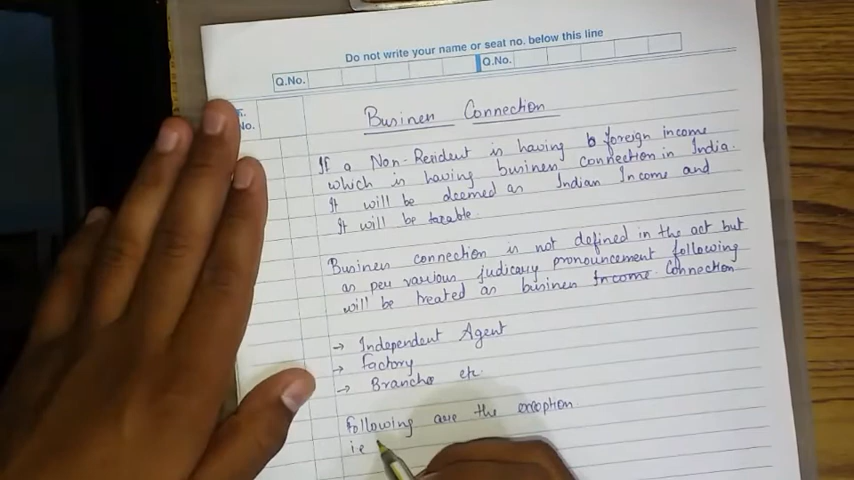 Do not write your name or seat no. below this line
Q.No.
Q.No.
No.
Business Connection
If a Non-Resident is having foreign income
which is having business connection in India.
It will be deemed as Indian Income and
It will be taxable.
Business connection is not defined in the act but
as per various judicary pronouncement following
will be treated as business Income Connection
→ Independent Agent
→ Factory
→ Branch etc.
Following are the exception
i.e